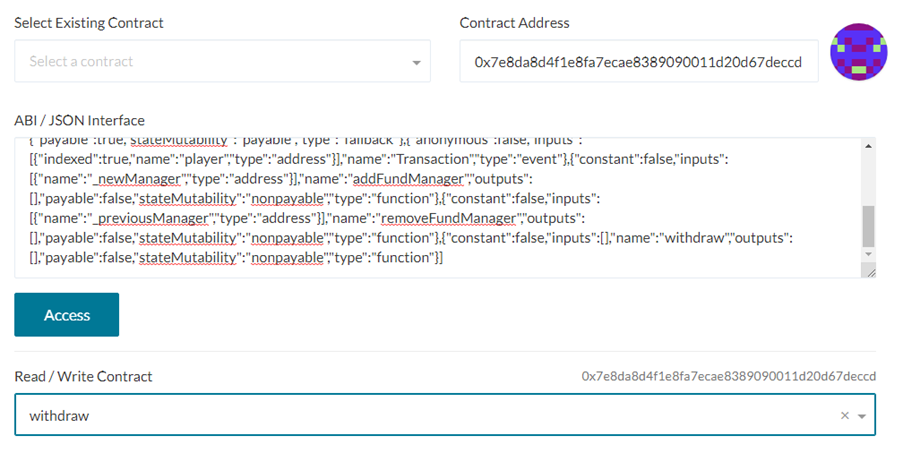 Select Existing Contract
Contract Address
Select a contract
0x7e8da8d4f1e8fa7ecae8389090011d20d67deccd
ABI / JSON Interface
{"payable":true,"stateMutability":"payable","type":"fallback"},{"anonymous":false,"inputs":
[{"indexed":true,"name":"player","type":"address"}],"name":"Transaction","type":"event"},{"constant":false,"inputs":
[{"name":"_newManager","type":"address"}],"name":"addFundManager","outputs":
[],"payable":false,"stateMutability":"nonpayable","type":"function"},{"constant":false,"inputs":
[{"name":"_previousManager","type":"address"}],"name":"removeFundManager","outputs":
[],"payable":false,"stateMutability":"nonpayable","type":"function"},{"constant":false,"inputs":[],"name":"withdraw","outputs":
[],"payable":false,"stateMutability":"nonpayable","type":"function"}]
Access
Read / Write Contract
0x7e8da8d4f1e8fa7ecae8389090011d20d67deccd
withdraw